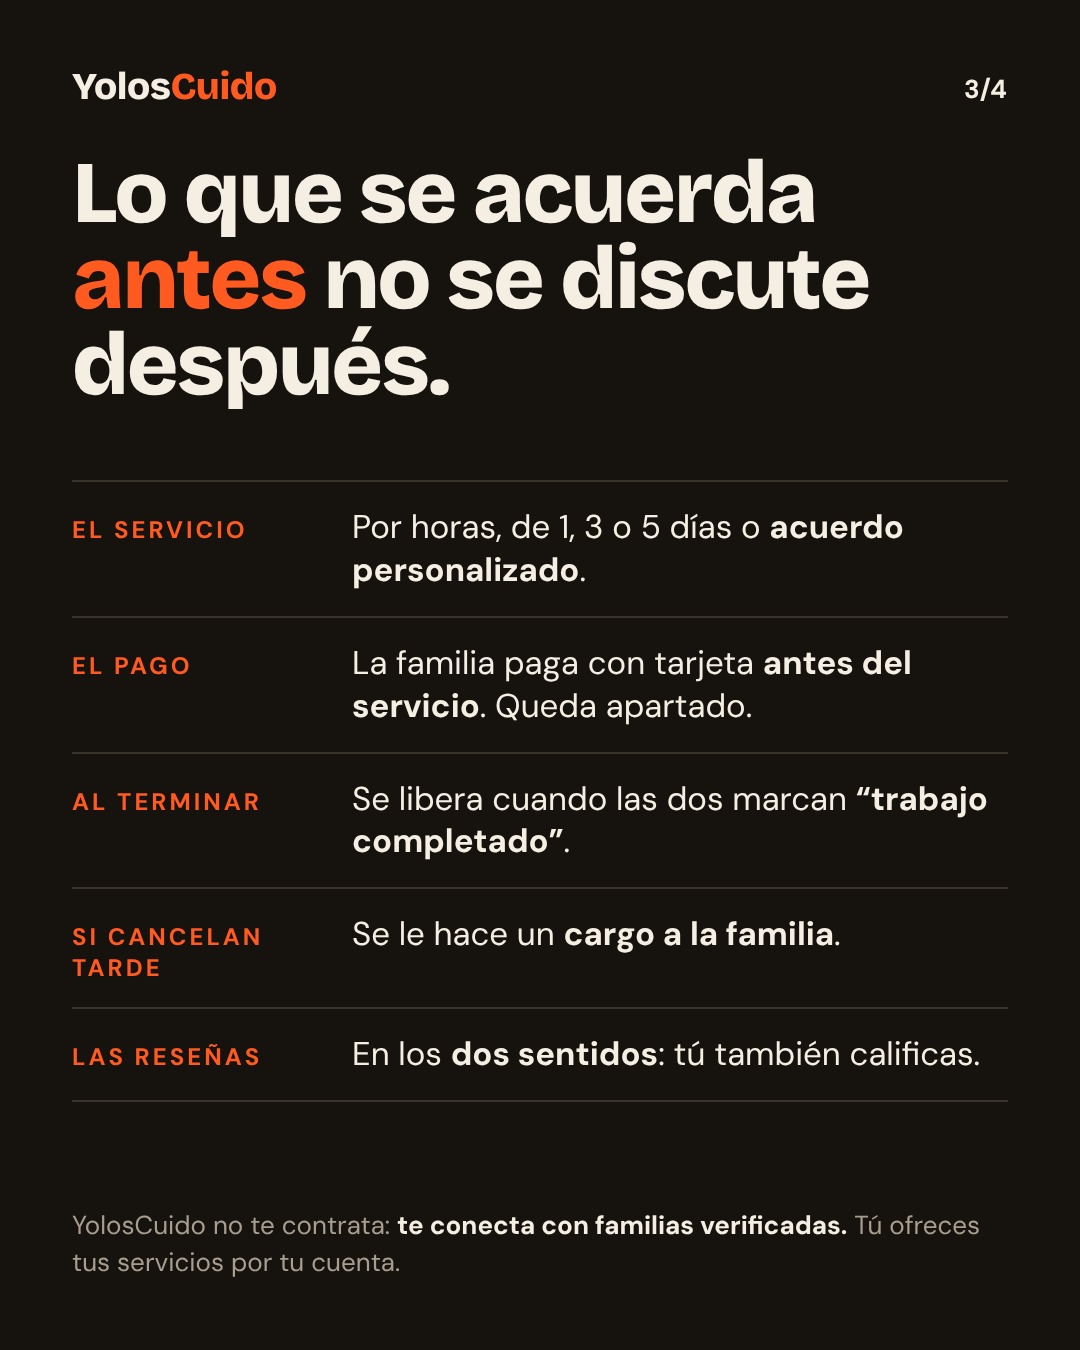 YolosCuido
3/4
Lo que se acuerda
antes no se discute
después.
EL SERVICIO
Por horas, de 1, 3 o 5 días o acuerdo
personalizado.
EL PAGO
La familia paga con tarjeta antes del
servicio. Queda apartado.
AL TERMINAR
Se libera cuando las dos marcan “trabajo
completado”.
SI CANCELAN
TARDE
Se le hace un cargo a la familia.
LAS RESEÑAS
En los dos sentidos: tú también calificas.
YolosCuido no te contrata: te conecta con familias verificadas. Tú ofreces
tus servicios por tu cuenta.